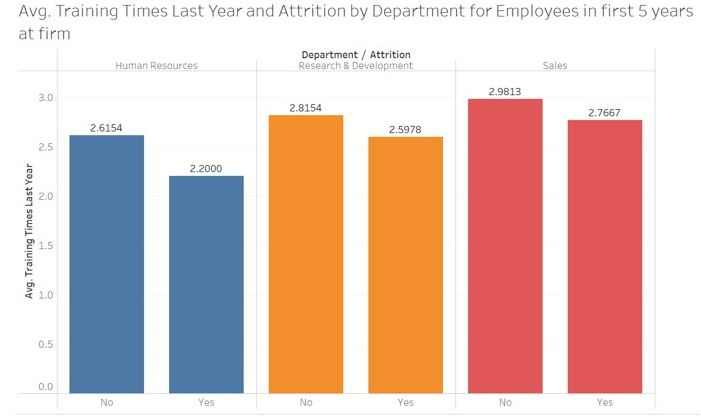 Avg. Training Times Last Year and Attrition by Department for Employees in first 5 years
at firm
Department / Attrition
Human Resources
Research & Development
Sales
Avg. Training Times Last Year
3.0
2.5
2.0
1.5
1.0
0.5
0.0
2.6154
2.2000
2.8154
2.5978
2.9813
2.7667
No
Yes
No
Yes
No
Yes